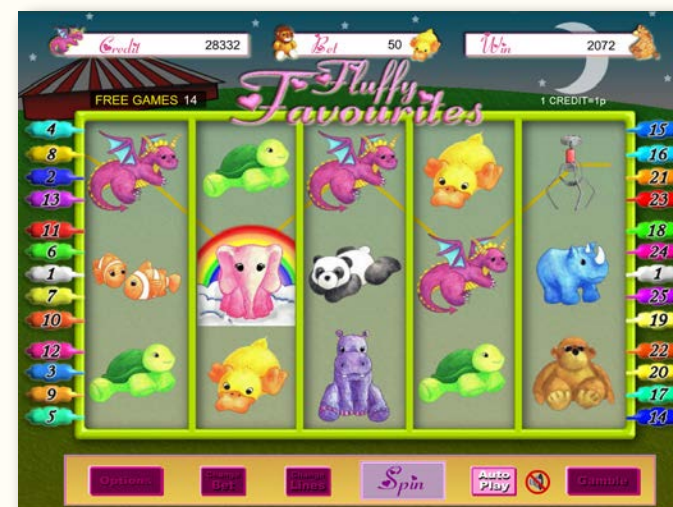 Credit 28332 Bet 50 Win 2072
Fluffy
Favourites
FREE GAMES 14
1 CREDIT=1p
4 15
8 16
2 21
13 23
11 18
6 24
1 1
7 25
10 19
12 22
3 20
9 17
5 14
Options Change Bet Change Lines Spin Auto Play Gamble